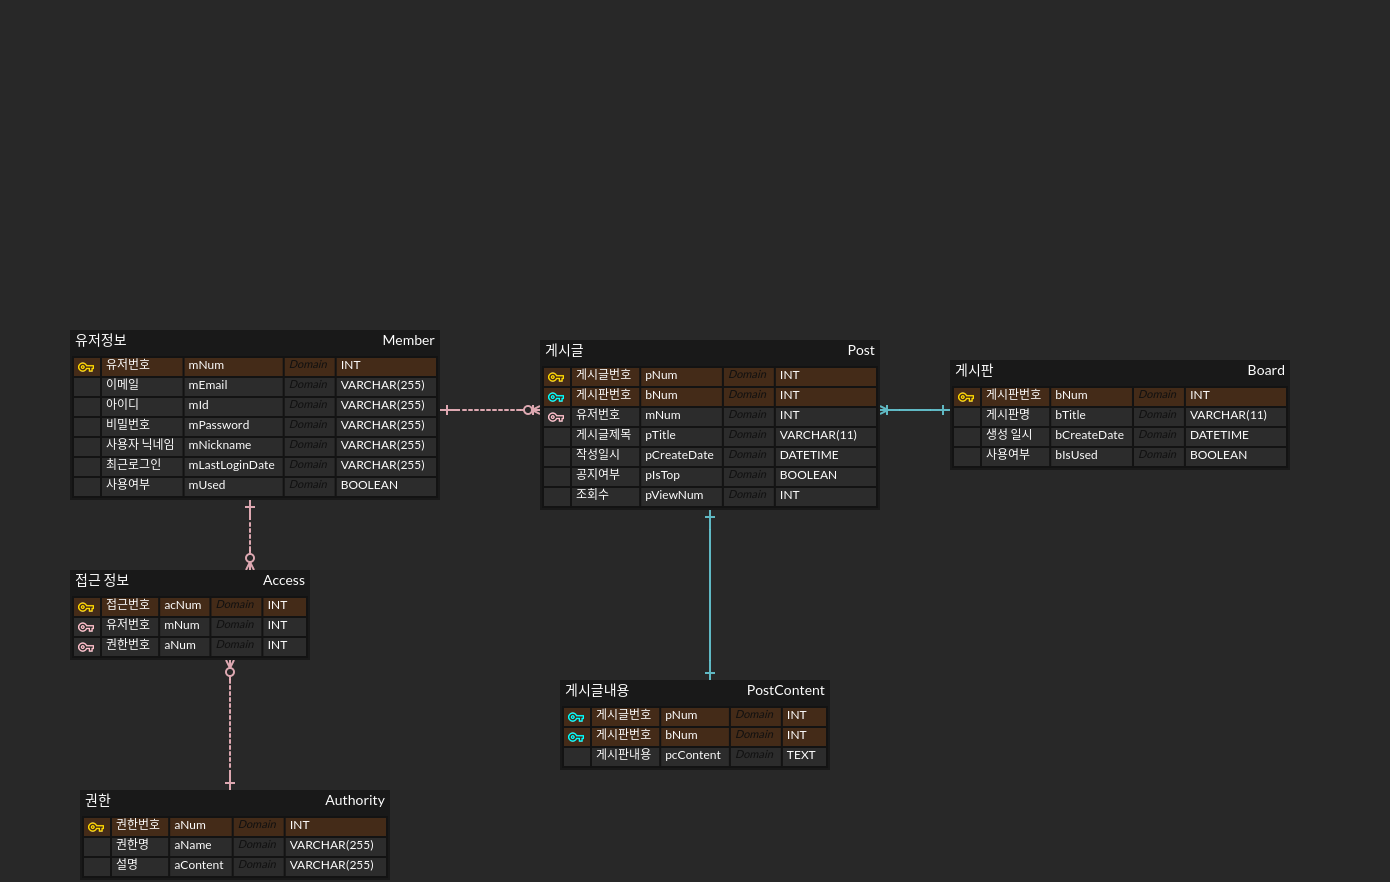 유저정보 Member
유저번호 mNum Domain INT
이메일 mEmail Domain VARCHAR(255)
아이디 mId Domain VARCHAR(255)
비밀번호 mPassword Domain VARCHAR(255)
사용자 닉네임 mNickname Domain VARCHAR(255)
최근로그인 mLastLoginDate Domain VARCHAR(255)
사용여부 mUsed Domain BOOLEAN
게시글 Post
게시글번호 pNum Domain INT
게시판번호 bNum Domain INT
유저번호 mNum Domain INT
게시글제목 pTitle Domain VARCHAR(11)
작성일시 pCreateDate Domain DATETIME
공지여부 pIsTop Domain BOOLEAN
조회수 pViewNum Domain INT
게시판 Board
게시판번호 bNum Domain INT
게시판명 bTitle Domain VARCHAR(11)
생성 일시 bCreateDate Domain DATETIME
사용여부 bIsUsed Domain BOOLEAN
접근 정보 Access
접근번호 acNum Domain INT
유저번호 mNum Domain INT
권한번호 aNum Domain INT
게시글내용 PostContent
게시글번호 pNum Domain INT
게시판번호 bNum Domain INT
게시판내용 pcContent Domain TEXT
권한 Authority
권한번호 aNum Domain INT
권한명 aName Domain VARCHAR(255)
설명 aContent Domain VARCHAR(255)